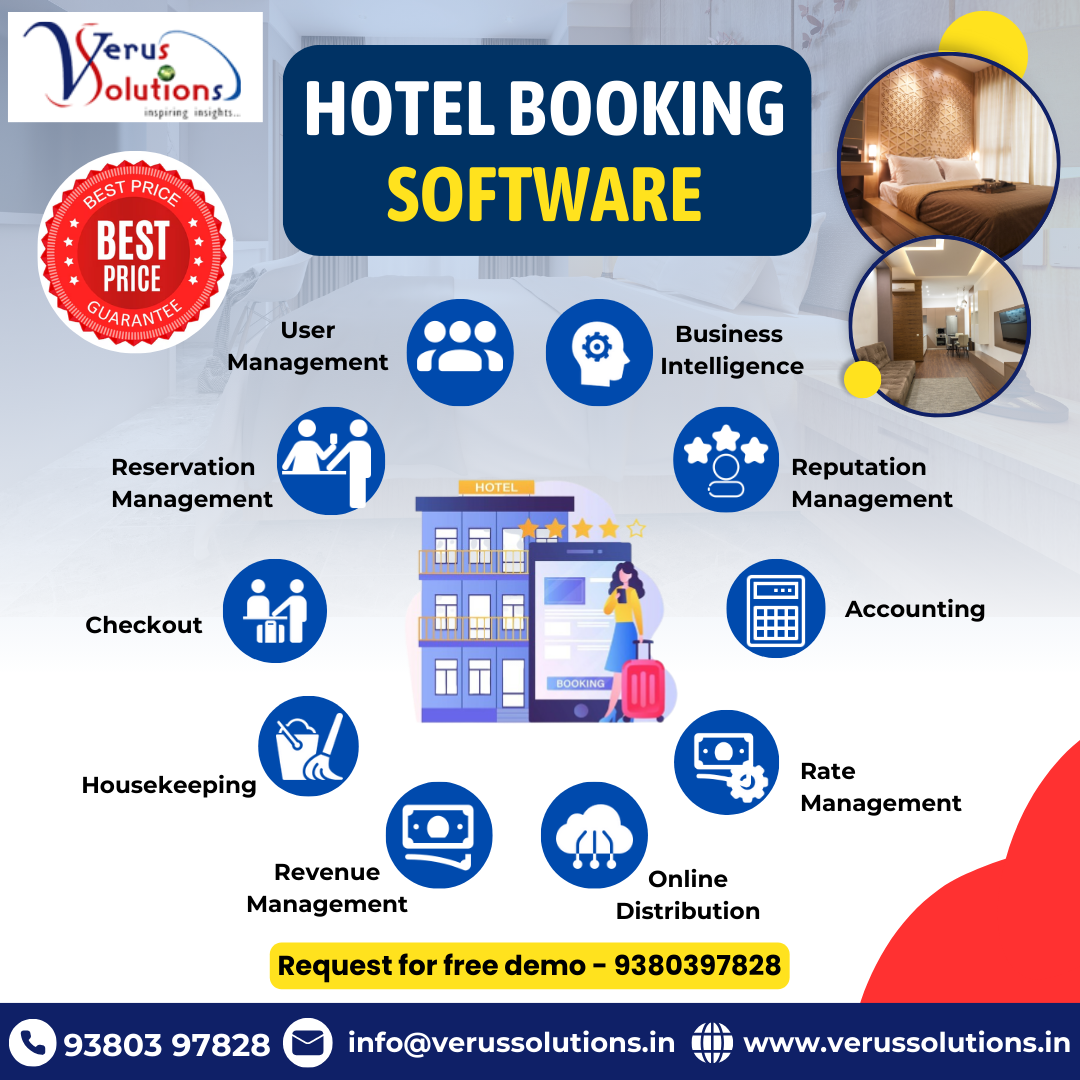 Verus
Solutions
inspiring insights...
HOTEL BOOKING
SOFTWARE
BEST PRICE
BEST
PRICE
GUARANTEE
User
Management
Business
Intelligence
Reservation
Management
Reputation
Management
HOTEL
BOOKING
Checkout
Accounting
Housekeeping
Rate
Management
Revenue
Management
Online
Distribution
Request for free demo - 9380397828
93803 97828 info@verussolutions.in www.verussolutions.in